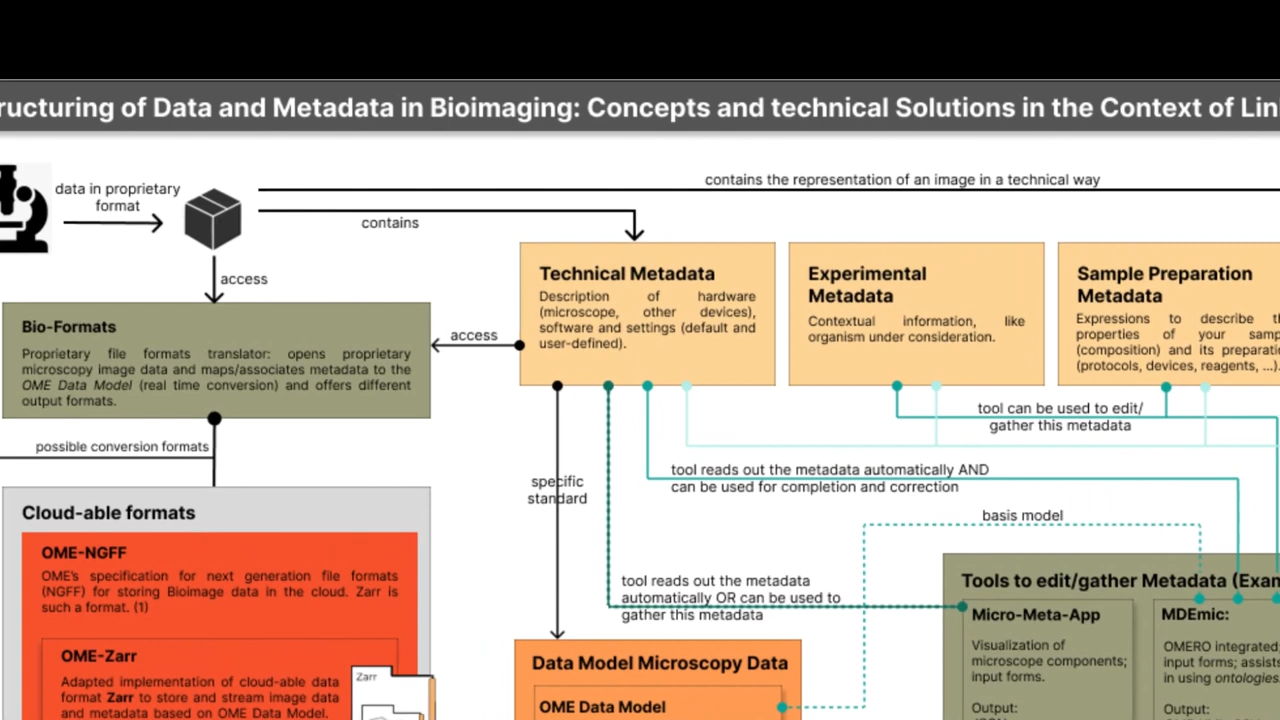 ructuring of Data and Metadata in Bioimaging: Concepts and technical Solutions in the Context of Lin
data in proprietary
format
contains the representation of an image in a technical way
contains
access
Technical Metadata
Description of hardware
(microscope, other devices),
software and settings (default and
user-defined).
Experimental
Metadata
Contextual information, like
organism under consideration.
Sample Preparation
Metadata
Expressions to describe
properties of your
(composition) and its
(protocols, devices, reagents, ...).
Bio-Formats
Proprietary file formats translator: opens proprietary
microscopy image data and maps/associates metadata to the
OME Data Model (real time conversion) and offers different
output formats.
access
possible conversion formats
tool can be used to edit/
gather this metadata
tool reads out the metadata automatically AND
can be used for completion and correction
specific
standard
basis model
Cloud-able formats
OME-NGFF
OME's specification for next generation file formats
(NGFF) for storing Bioimage data in the cloud. Zarr is
such a format. (1)
OME-Zarr
Adapted implementation of cloud-able data
format Zarr to store and stream image data
and metadata based on OME Data Model.
Zarr
tool reads out the metadata
automatically OR can be used to
gather this metadata
Data Model Microscopy Data
OME Data Model
Tools to edit/gather Metadata (Exan
Micro-Meta-App
Visualization of
microscope components;
input forms.
Output:
MDEmic:
OMERO integrated;
input forms; assists
in using ontologies.
Output: